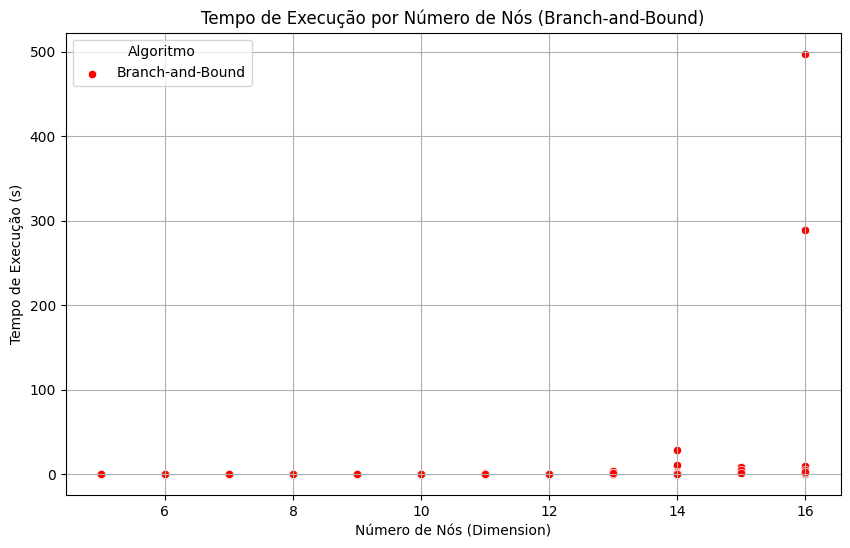 Tempo de Execução por Número de Nós (Branch-and-Bound)
Algoritmo
Branch-and-Bound
Tempo de Execução (s)
500
400
300
200
100
0
6
8
10
12
14
16
Número de Nós (Dimension)